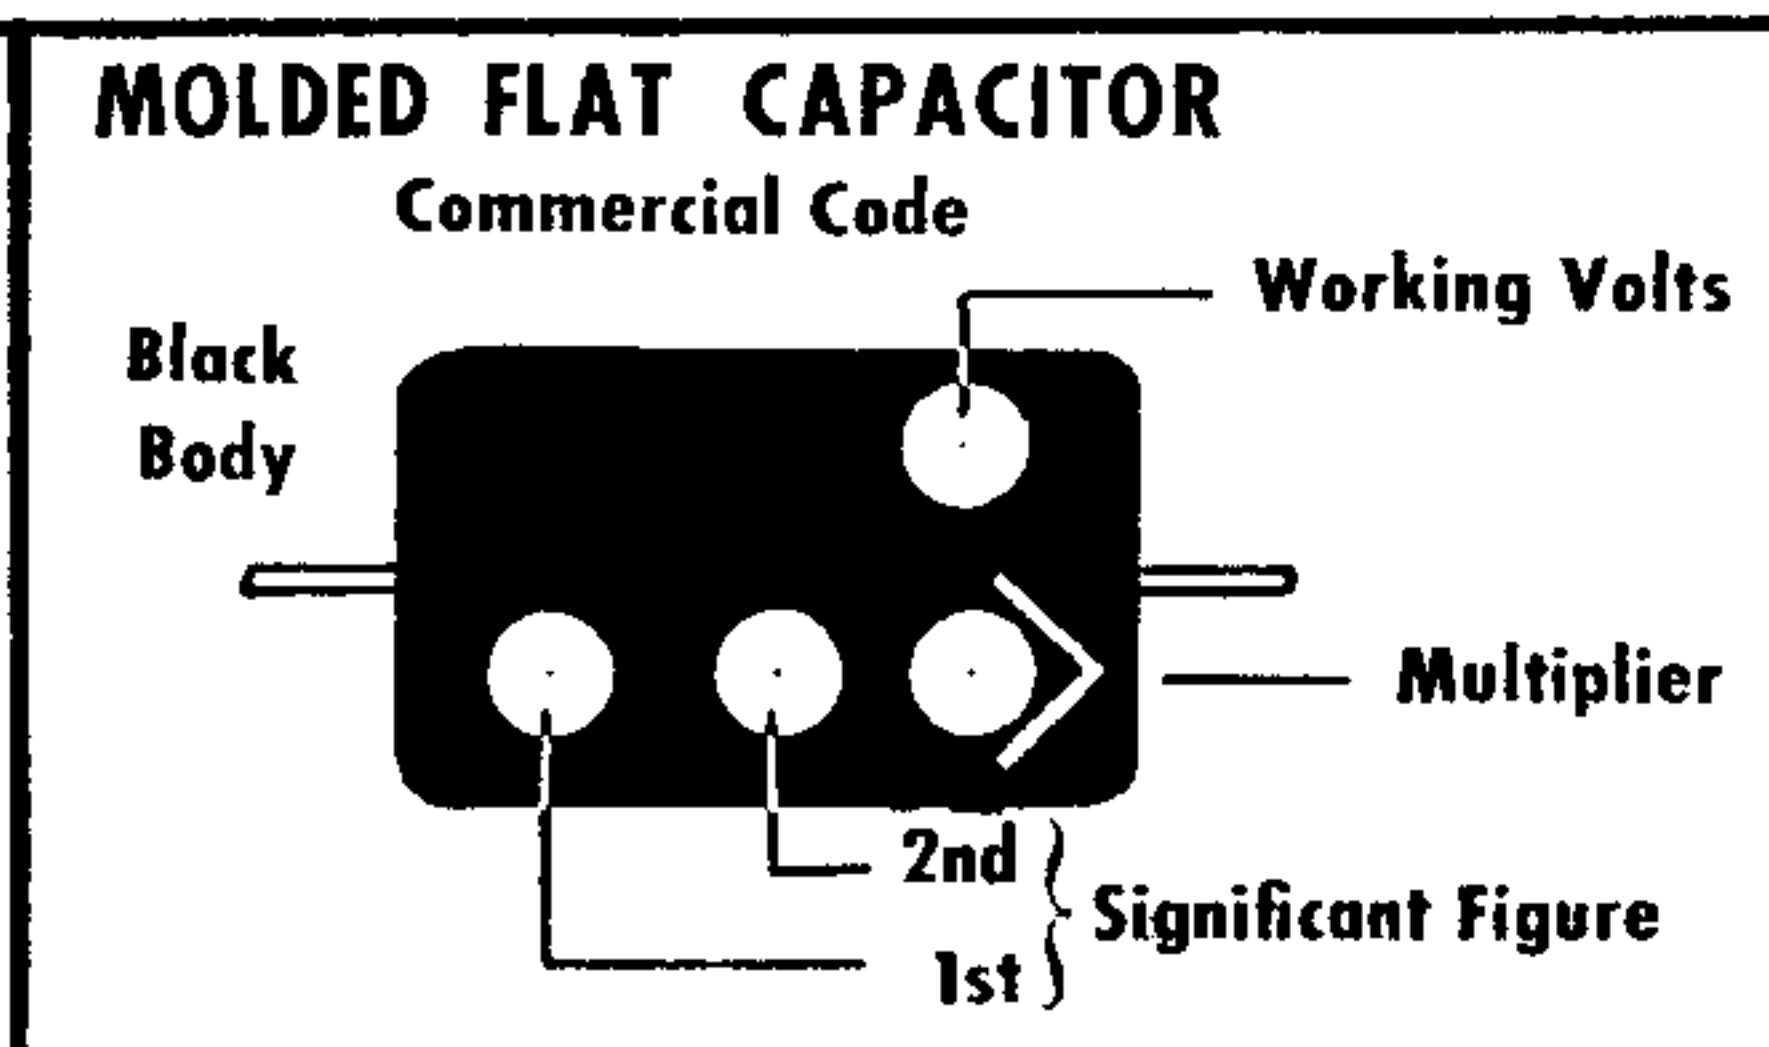 MOLDED FLAT CAPACITOR
Commercial Code
Working Volts
Black
Body
Multiplier
2nd
Significant Figure
1st